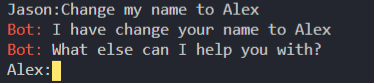 Jason:Change my name to Alex
Bot: I have change your name to Alex
Bot: What else can I help you with?
Alex: